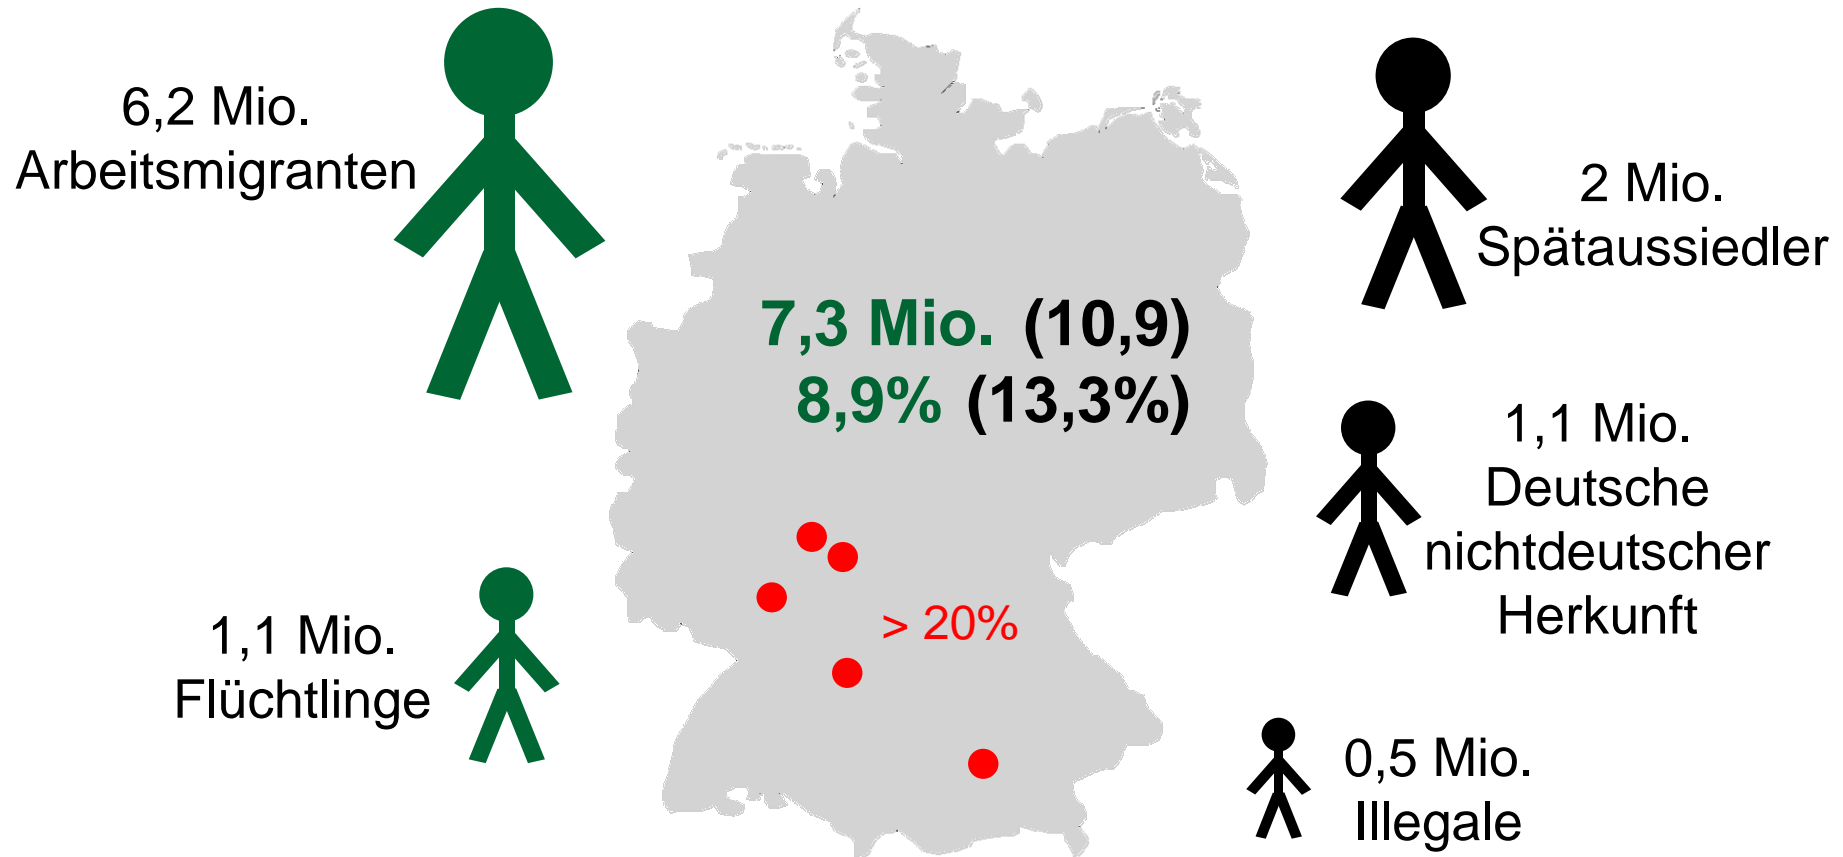 6,2 Mio.
Arbeitsmigranten
2 Mio.
Spätaussiedler
7,3 Mio. (10,9)
8,9% (13,3%)
1,1 Mio.
Deutsche
nichtdeutscher
Herkunft
> 20%
1,1 Mio.
Flüchtlinge
0,5 Mio.
Illegale